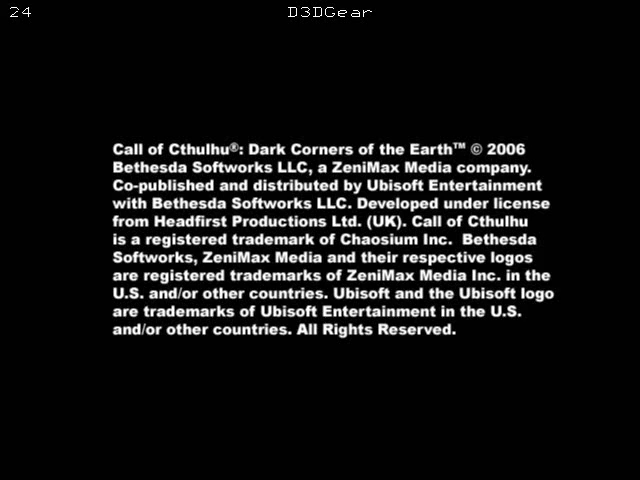 24 D3DGear
Call of Cthulhu®: Dark Corners of the Earth™ © 2006
Bethesda Softworks LLC, a ZeniMax Media company.
Co-published and distributed by Ubisoft Entertainment
with Bethesda Softworks LLC. Developed under license
from Headfirst Productions Ltd. (UK). Call of Cthulhu
is a registered trademark of Chaosium Inc.  Bethesda
Softworks, ZeniMax Media and their respective logos
are registered trademarks of ZeniMax Media Inc. in the
U.S. and/or other countries. Ubisoft and the Ubisoft logo
are trademarks of Ubisoft Entertainment in the U.S.
and/or other countries. All Rights Reserved.